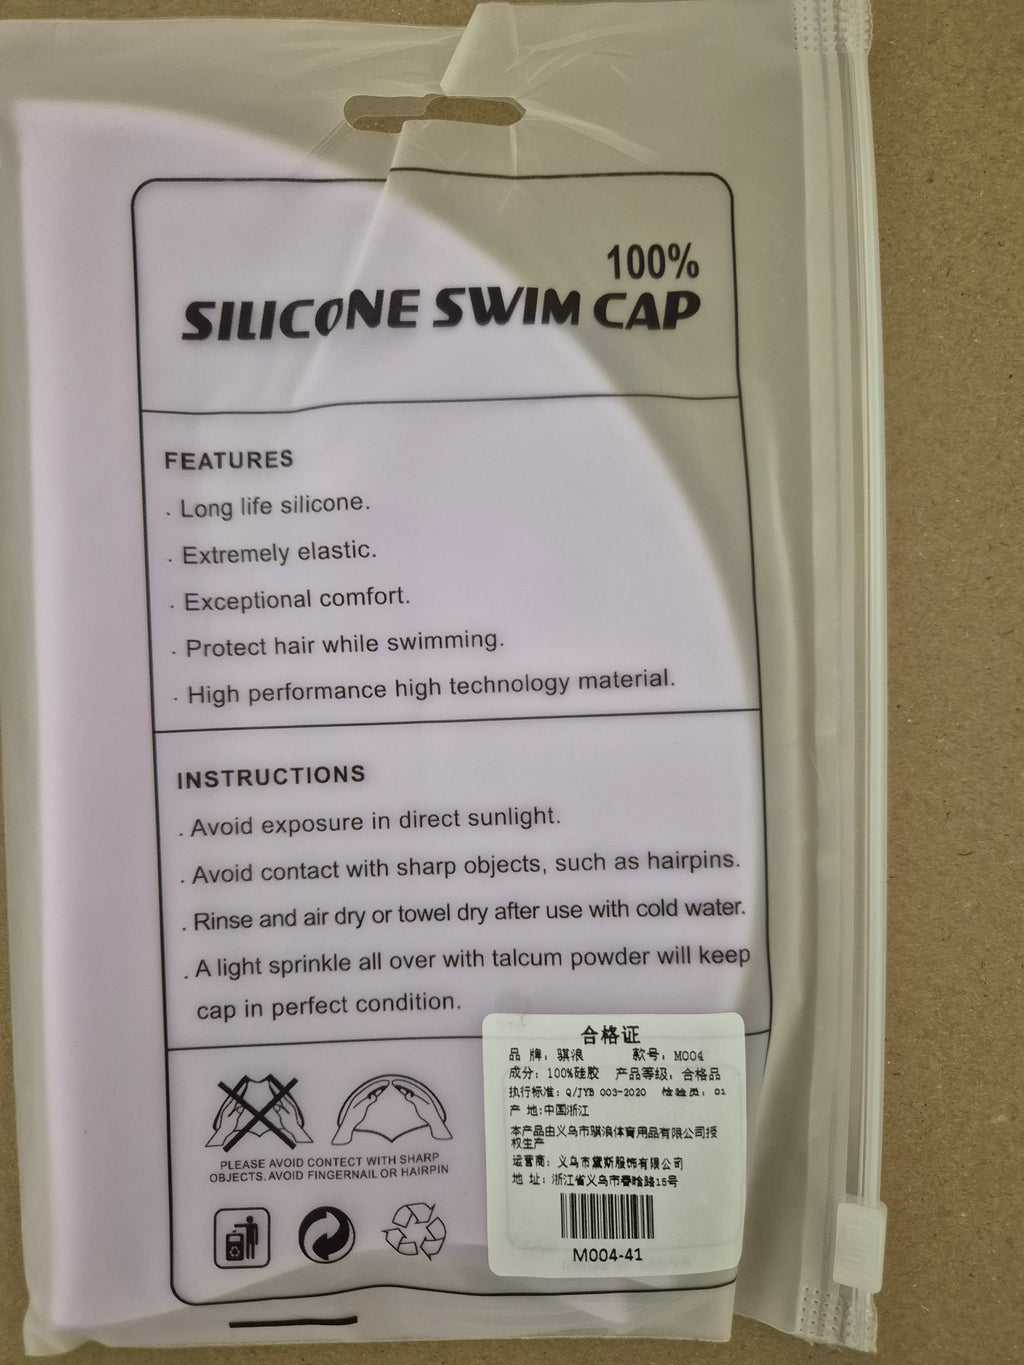 100%
SILICONE SWIM CAP
FEATURES
. Long life silicone.
. Extremely elastic.
. Exceptional comfort.
. Protect hair while swimming.
. High performance high technology material.
INSTRUCTIONS
. Avoid exposure in direct sunlight.
. Avoid contact with sharp objects, such as hairpins.
. Rinse and air dry or towel dry after use with cold water.
. A light sprinkle all over with talcum powder will keep
cap in perfect condition.
PLEASE AVOID CONTACT WITH SHARP
OBJECTS. AVOID FINGERNAIL OR HAIRPIN
合格证
品 牌：骐浪 款号：M004
成分：100%硅胶 产品等级：合格品
执行标准：Q/JYB 003-2020 检验员：01
产 地:中国浙江
本产品由义乌市骐浪体育用品有限公司授
权生产
运营商：义乌市黛斯服饰有限公司
地 址：浙江省义乌市春晗路15号
M004-41